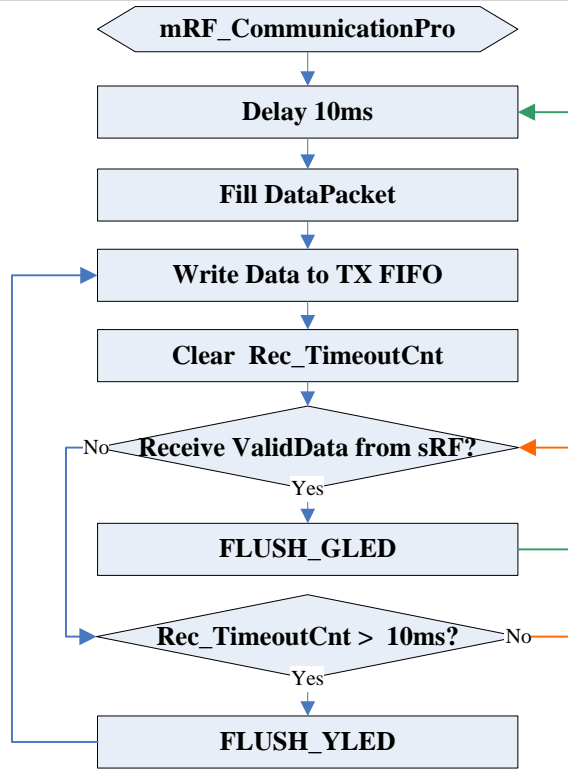 mRF_CommunicationPro
Delay 10ms
Fill DataPacket
Write Data to TX FIFO
Clear Rec_TimeoutCnt
No
Receive ValidData from sRF?
Yes
FLUSH_GLED
Rec_TimeoutCnt > 10ms?
No
Yes
FLUSH_YLED